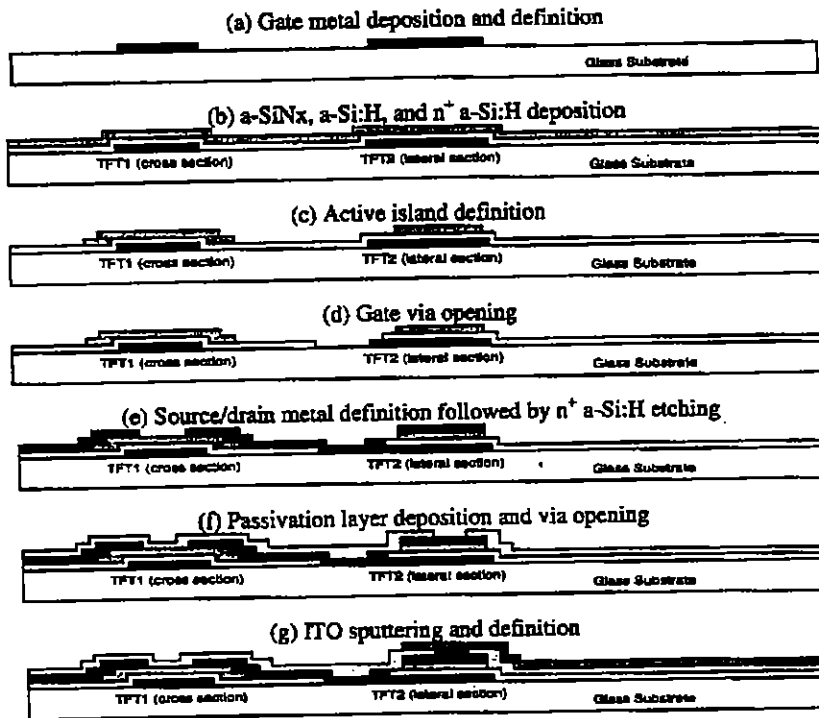 (a) Gate metal deposition and definition
Glass Substrate
(b) a-SiNx, a-Si:H, and n⁺ a-Si:H deposition
TFT1 (cross section) TFT2 (lateral section) Glass Substrate
(c) Active island definition
TFT1 (cross section) TFT2 (lateral section) Glass Substrate
(d) Gate via opening
TFT1 (cross section) TFT2 (lateral section) Glass Substrate
(e) Source/drain metal definition followed by n⁺ a-Si:H etching
TFT1 (cross section) TFT2 (lateral section) Glass Substrate
(f) Passivation layer deposition and via opening
TFT1 (cross section) TFT2 (lateral section) Glass Substrate
(g) ITO sputtering and definition
TFT1 (cross section) TFT2 (lateral section) Glass Substrate